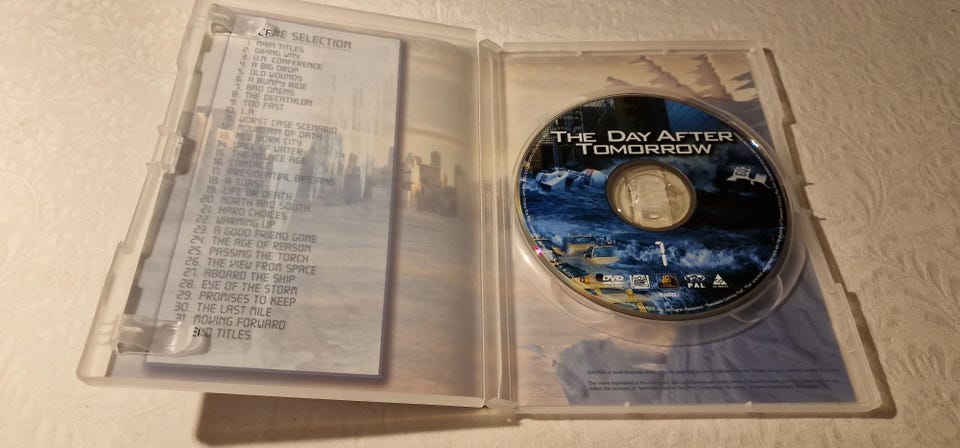 SCENE SELECTION
1. MAIN TITLES
2. GIVING WAY
3. U.N. CONFERENCE
4. A BIG DROP
5. OLD WOUNDS
6. A BUMPY RIDE
7. BAD OMENS
8. THE DECATHLON
9. TOO FAST
10. L.A.
11. WORST CASE SCENARIO
12. MOUNTAIN OF DATA
13. NEW YORK CITY
14. WALL OF WATER
15. THE NEW ICE AGE
16. CONTACT
17. PRESIDENTIAL BRIEFING
18. A TOAST
19. LIFE OR DEATH
20. NORTH AND SOUTH
21. HARD CHOICES
22. WARMING UP
23. A GOOD FRIEND GONE
24. THE AGE OF REASON
25. PASSING THE TORCH
26. THE VIEW FROM SPACE
27. ABOARD THE SHIP
28. EYE OF THE STORM
29. PROMISES TO KEEP
30. THE LAST MILE
31. MOVING FORWARD
END TITLES
THE DAY AFTER
TOMORROW
1
DVD
PAL